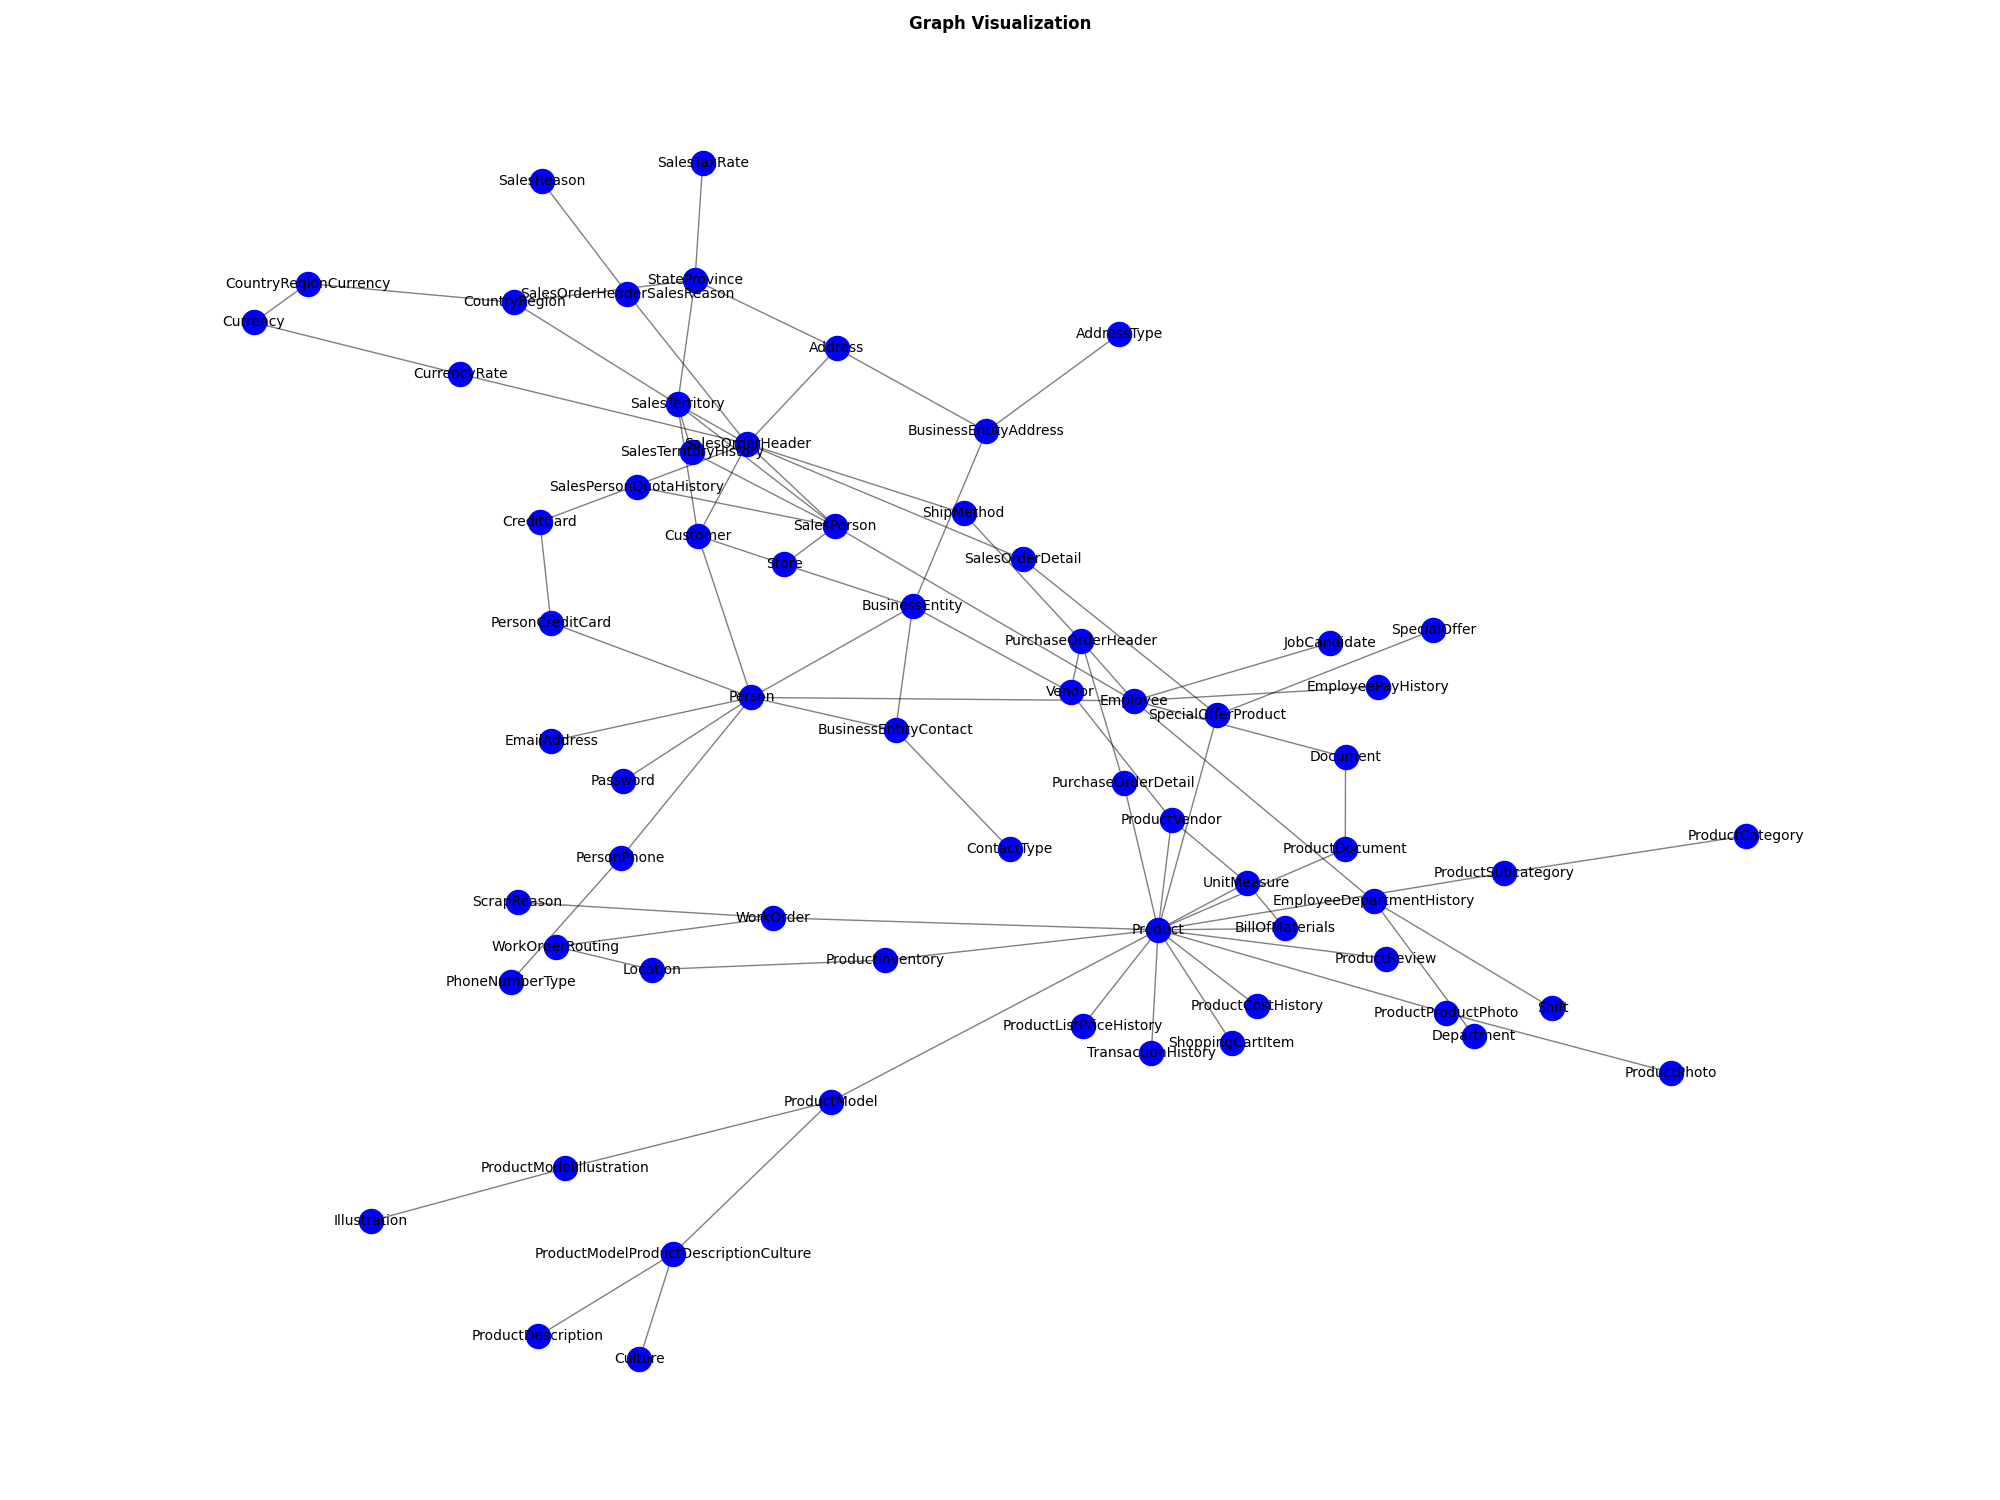 Graph Visualization
SalesTaxRate
SalesReason
StateProvince
CountryRegionCurrency
SalesOrderHeaderSalesReason
CountryRegion
Currency
AddressType
Address
CurrencyRate
SalesTerritory
BusinessEntityAddress
SalesOrderHeader
SalesTerritoryHistory
SalesPersonQuotaHistory
ShipMethod
CreditCard
SalesPerson
Customer
SalesOrderDetail
Store
BusinessEntity
PersonCreditCard
SpecialOffer
PurchaseOrderHeader
JobCandidate
EmployeePayHistory
Vendor
Person
Employee
SpecialOfferProduct
BusinessEntityContact
EmailAddress
Document
Password
PurchaseOrderDetail
ProductVendor
ProductCategory
ContactType
ProductDocument
PersonPhone
ProductSubcategory
UnitMeasure
ScrapReason
EmployeeDepartmentHistory
WorkOrder
BillOfMaterials
Product
WorkOrderRouting
ProductReview
ProductInventory
Location
PhoneNumberType
ProductCostHistory
Shift
ProductProductPhoto
ProductListPriceHistory
Department
ShoppingCartItem
TransactionHistory
ProductPhoto
ProductModel
ProductModelIllustration
Illustration
ProductModelProductDescriptionCulture
ProductDescription
Culture